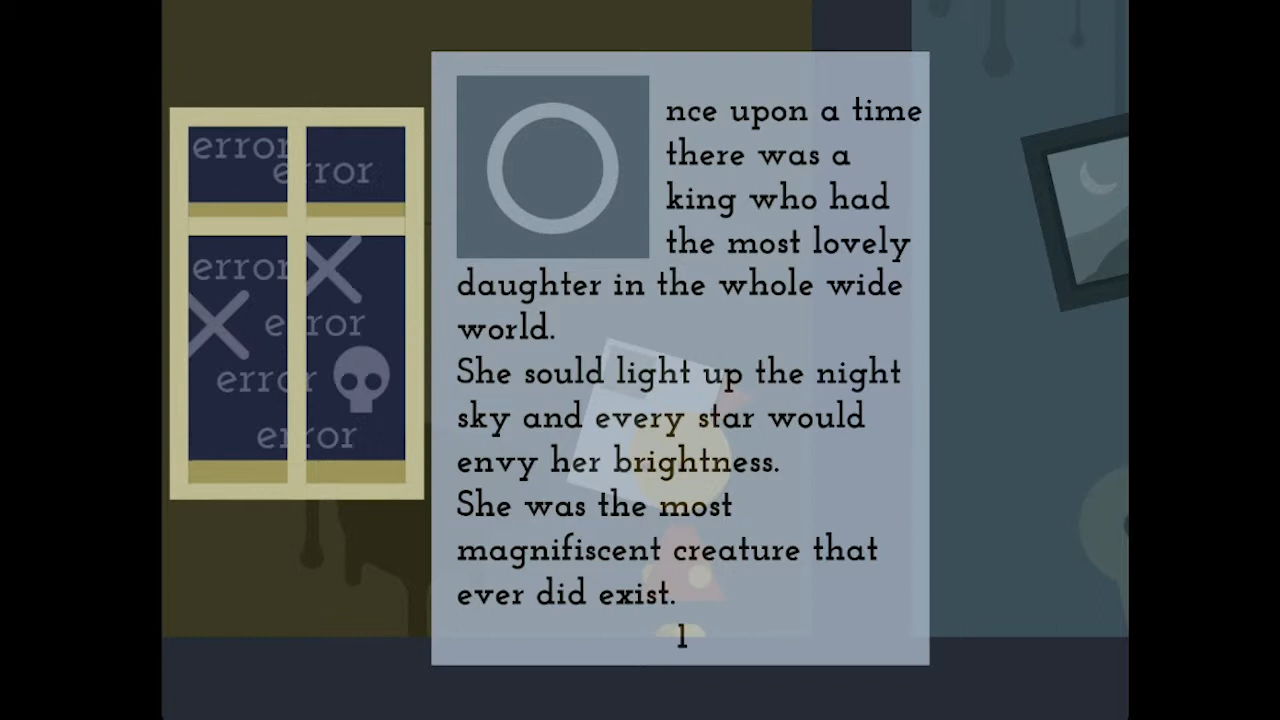 error
error
error
error
error
error
Once upon a time
there was a
king who had
the most lovely
daughter in the whole wide
world.
She sould light up the night
sky and every star would
envy her brightness.
She was the most
magnifiscent creature that
ever did exist.
1